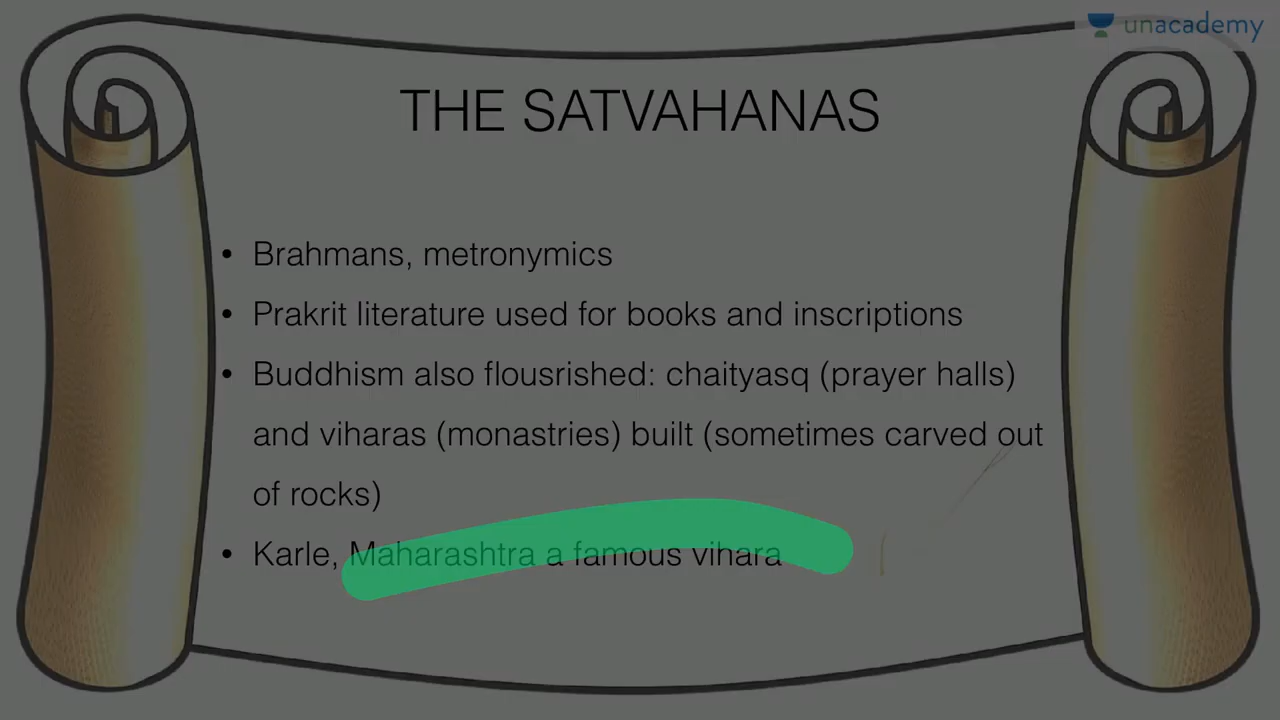 unacademy
THE SATVAHANAS
• Brahmans, metronymics
• Prakrit literature used for books and inscriptions
• Buddhism also flousrished: chaityasq (prayer halls)
and viharas (monastries) built (sometimes carved out
of rocks)
• Karle, Maharashtra a famous vihara